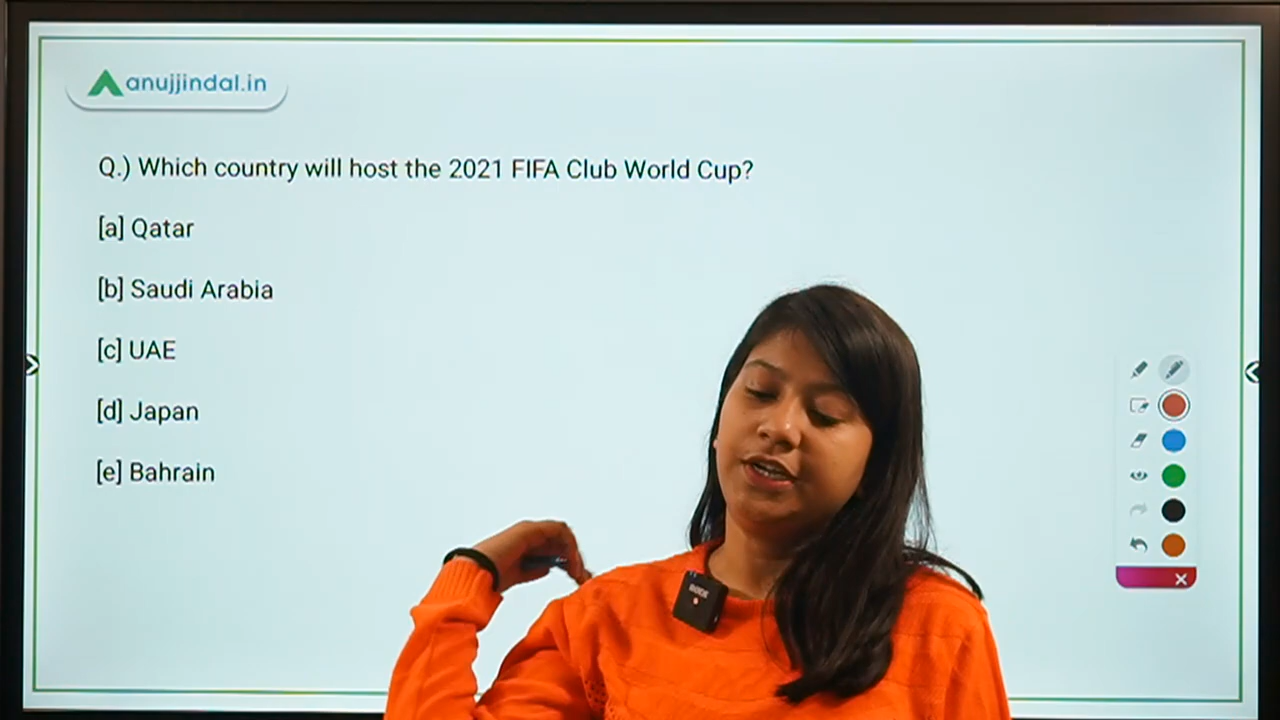 anujjindal.in
Q.) Which country will host the 2021 FIFA Club World Cup?
[a] Qatar
[b] Saudi Arabia
[c] UAE
[d] Japan
[e] Bahrain